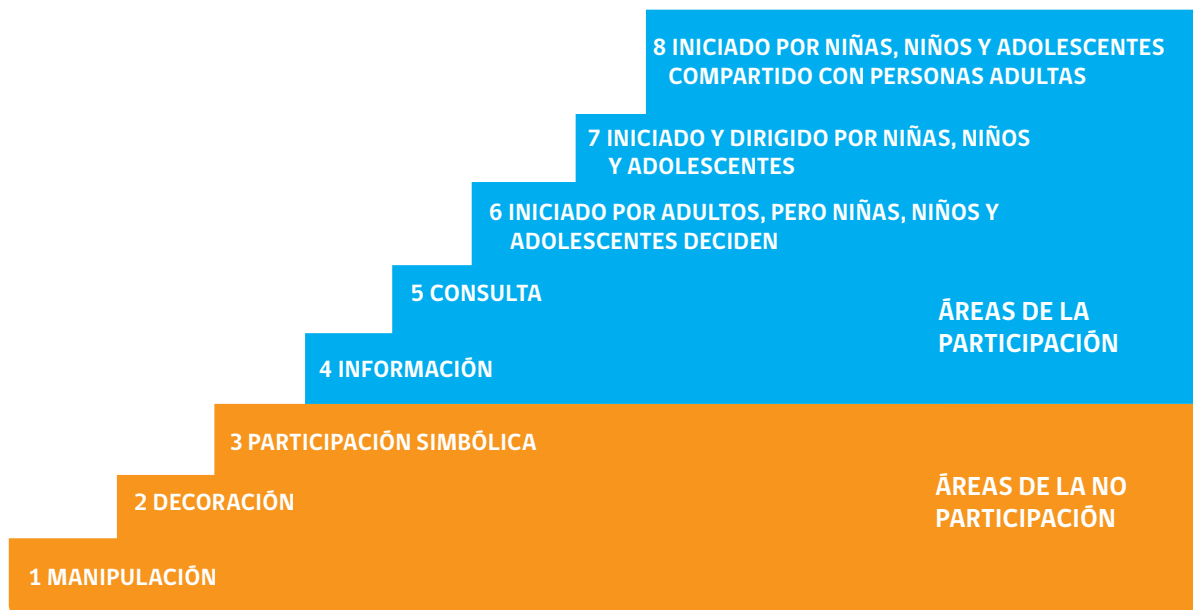 8 INICIADO POR NIÑAS, NIÑOS Y ADOLESCENTES
COMPARTIDO CON PERSONAS ADULTAS
7 INICIADO Y DIRIGIDO POR NIÑAS, NIÑOS
Y ADOLESCENTES
6 INICIADO POR ADULTOS, PERO NIÑAS, NIÑOS Y
ADOLESCENTES DECIDEN
5 CONSULTA
ÁREAS DE LA
PARTICIPACIÓN
4 INFORMACIÓN
3 PARTICIPACIÓN SIMBÓLICA
ÁREAS DE LA NO
PARTICIPACIÓN
2 DECORACIÓN
1 MANIPULACIÓN